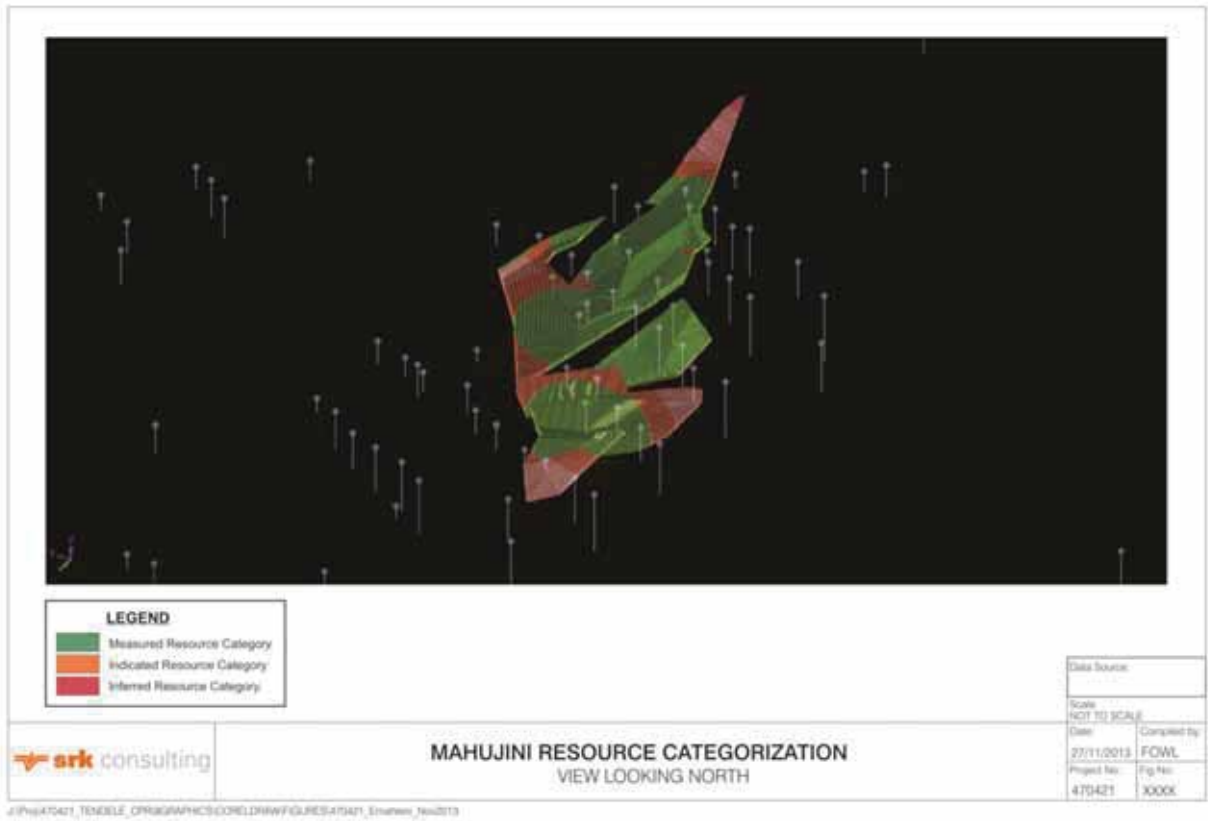 LEGEND
Measured Resource Category
Indicated Resource Category
Inferred Resource Category
srk consulting
MAHUJINI RESOURCE CATEGORIZATION
VIEW LOOKING NORTH
Data Source:
Scale
NOT TO SCALE
Date: Compiled by:
27/11/2013 FOWL
Project No: Fig No:
470421 XXXX